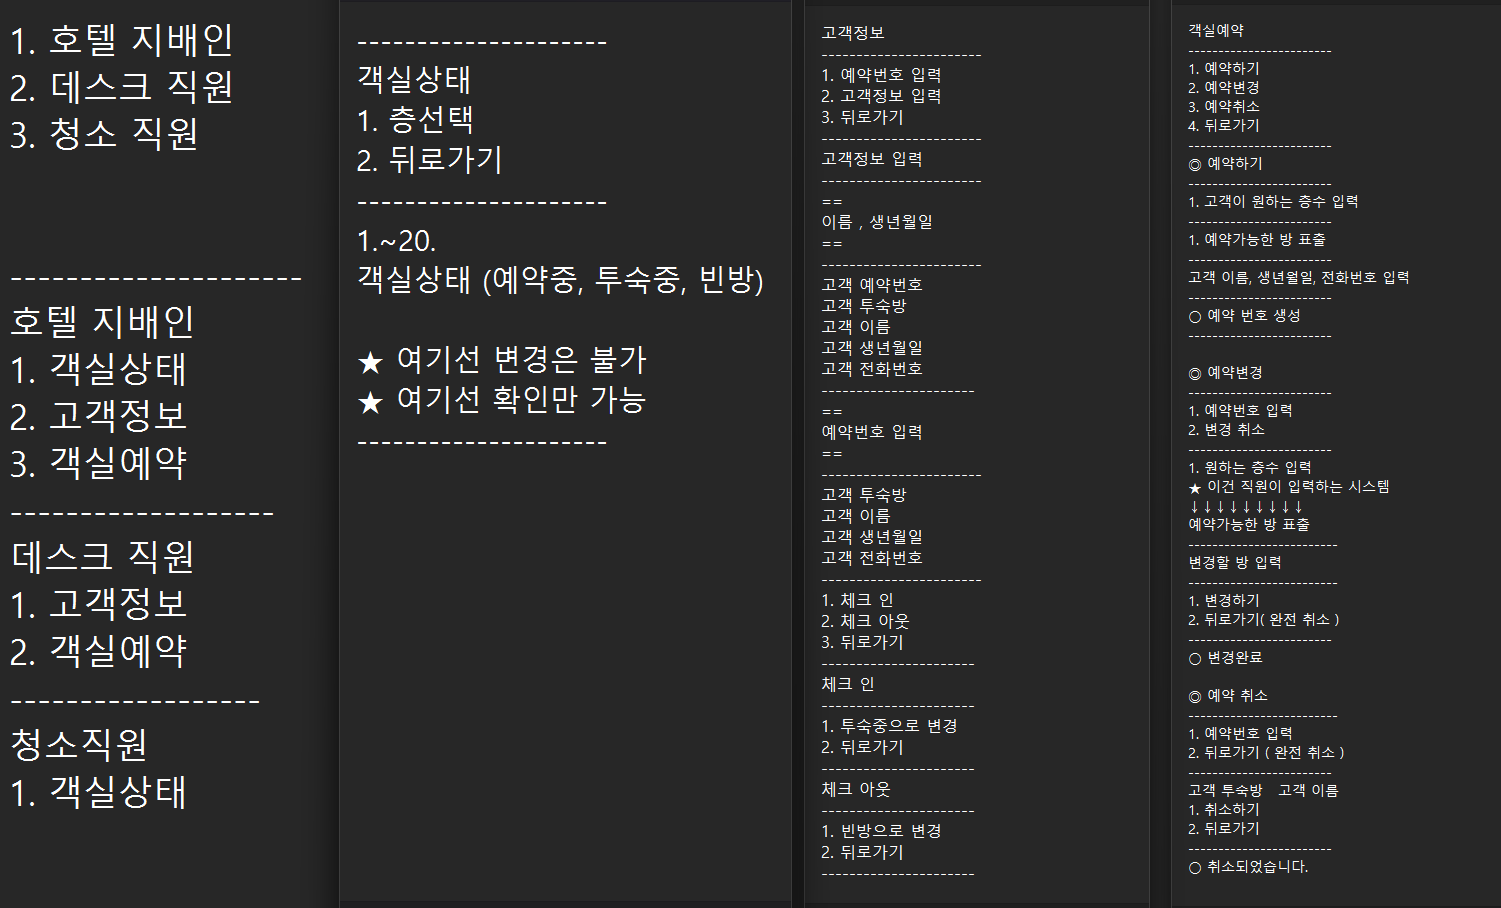 1. 호텔 지배인
2. 데스크 직원
3. 청소 직원
----------------------
호텔 지배인
1. 객실상태
2. 고객정보
3. 객실예약
--------------------
데스크 직원
1. 고객정보
2. 객실예약
-------------------
청소직원
1. 객실상태
---------------------
객실상태
1. 층선택
2. 뒤로가기
---------------------
1.~20.
객실상태 (예약중, 투숙중, 빈방)
★ 여기선 변경은 불가
★ 여기선 확인만 가능
---------------------
고객정보
-----------------------
1. 예약번호 입력
2. 고객정보 입력
3. 뒤로가기
-----------------------
고객정보 입력
-----------------------
==
이름 , 생년월일
==
-----------------------
고객 예약번호
고객 투숙방
고객 이름
고객 생년월일
고객 전화번호
----------------------
==
예약번호 입력
==
-----------------------
고객 투숙방
고객 이름
고객 생년월일
고객 전화번호
-----------------------
1. 체크 인
2. 체크 아웃
3. 뒤로가기
----------------------
체크 인
----------------------
1. 투숙중으로 변경
2. 뒤로가기
----------------------
체크 아웃
----------------------
1. 빈방으로 변경
2. 뒤로가기
----------------------
객실예약
------------------------
1. 예약하기
2. 예약변경
3. 예약취소
4. 뒤로가기
------------------------
◎ 예약하기
------------------------
1. 고객이 원하는 층수 입력
------------------------
1. 예약가능한 방 표출
------------------------
고객 이름, 생년월일, 전화번호 입력
------------------------
○ 예약 번호 생성
------------------------
◎ 예약변경
------------------------
1. 예약번호 입력
2. 변경 취소
------------------------
1. 원하는 층수 입력
★ 이건 직원이 입력하는 시스템
↓↓↓↓↓↓↓↓↓
예약가능한 방 표출
-------------------------
변경할 방 입력
-------------------------
1. 변경하기
2. 뒤로가기( 완전 취소 )
------------------------
○ 변경완료
◎ 예약 취소
-------------------------
1. 예약번호 입력
2. 뒤로가기 ( 완전 취소 )
------------------------
고객 투숙방   고객 이름
1. 취소하기
2. 뒤로가기
------------------------
○ 취소되었습니다.